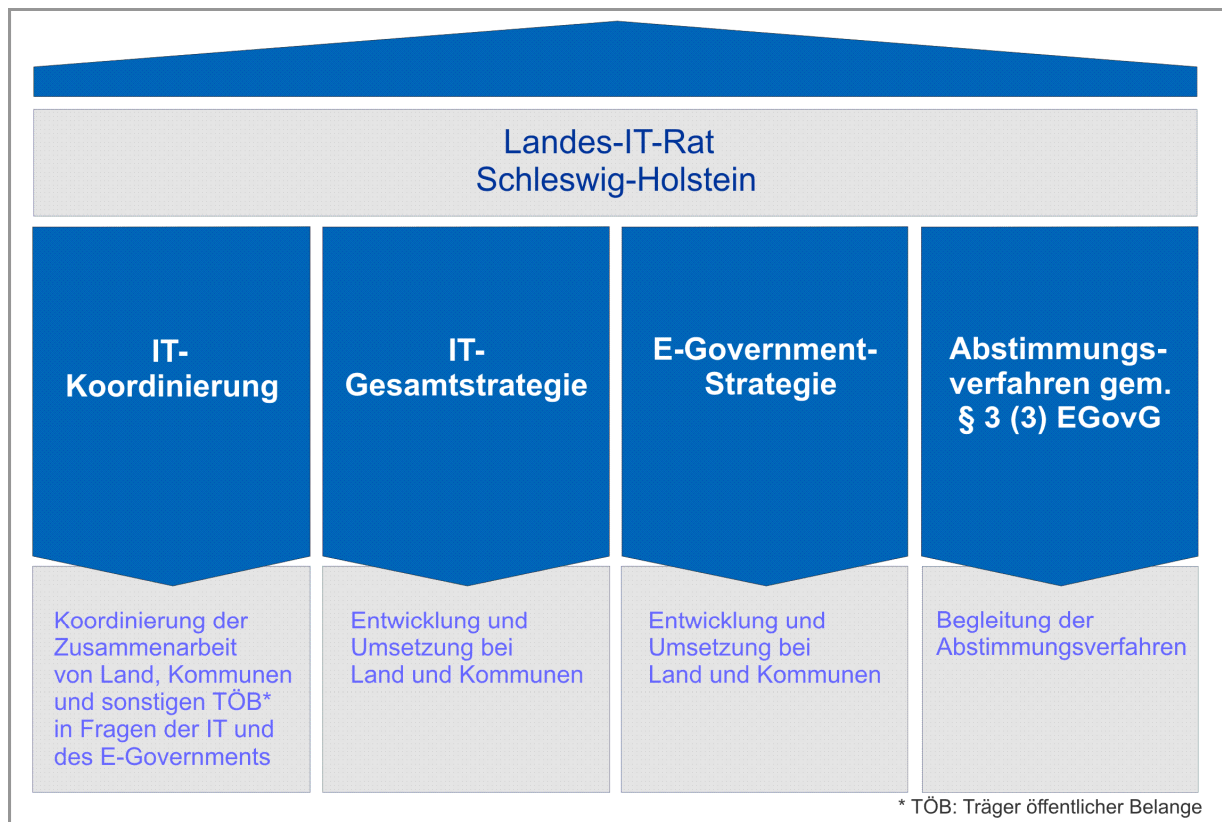 Landes-IT-Rat
Schleswig-Holstein
IT-
Koordinierung
IT-
Gesamtstrategie
E-Government-
Strategie
Abstimmungs-
verfahren gem.
§ 3 (3) EGovG
Koordinierung der
Zusammenarbeit
von Land, Kommunen
und sonstigen TÖB*
in Fragen der IT und
des E-Governments
Entwicklung und
Umsetzung bei
Land und Kommunen
Entwicklung und
Umsetzung bei
Land und Kommunen
Begleitung der
Abstimmungsverfahren
* TÖB: Träger öffentlicher Belange